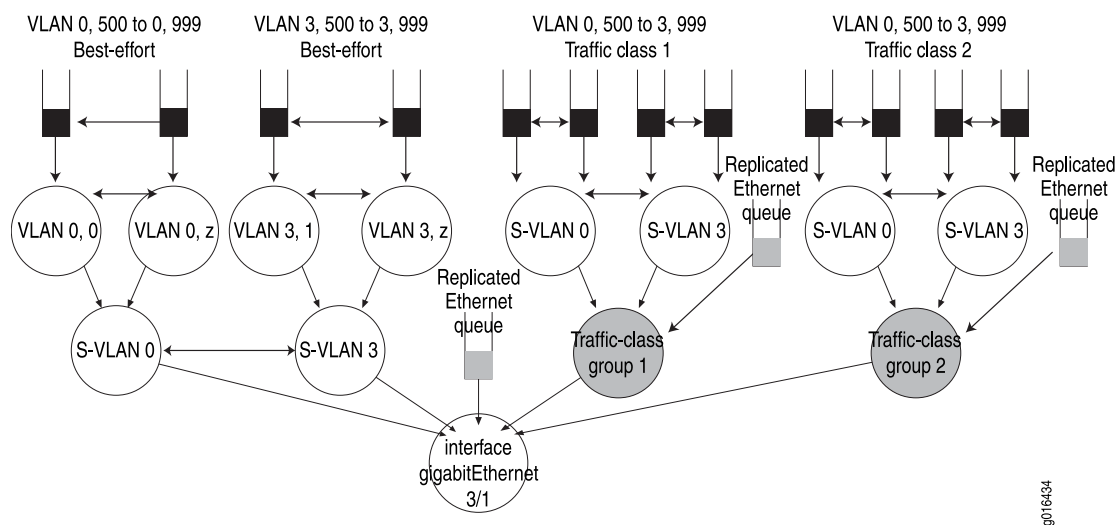 VLAN 0, 500 to 0, 999
Best-effort
VLAN 3, 500 to 3, 999
Best-effort
VLAN 0, 500 to 3, 999
Traffic class 1
VLAN 0, 500 to 3, 999
Traffic class 2
Replicated
Ethernet
queue
Replicated
Ethernet
queue
VLAN 0, 0
VLAN 0, z
VLAN 3, 1
VLAN 3, z
S-VLAN 0
S-VLAN 3
S-VLAN 0
S-VLAN 3
Replicated
Ethernet
queue
S-VLAN 0
S-VLAN 3
Traffic-class
group 1
Traffic-class
group 2
interface
gigabitEthernet
3/1
g016434